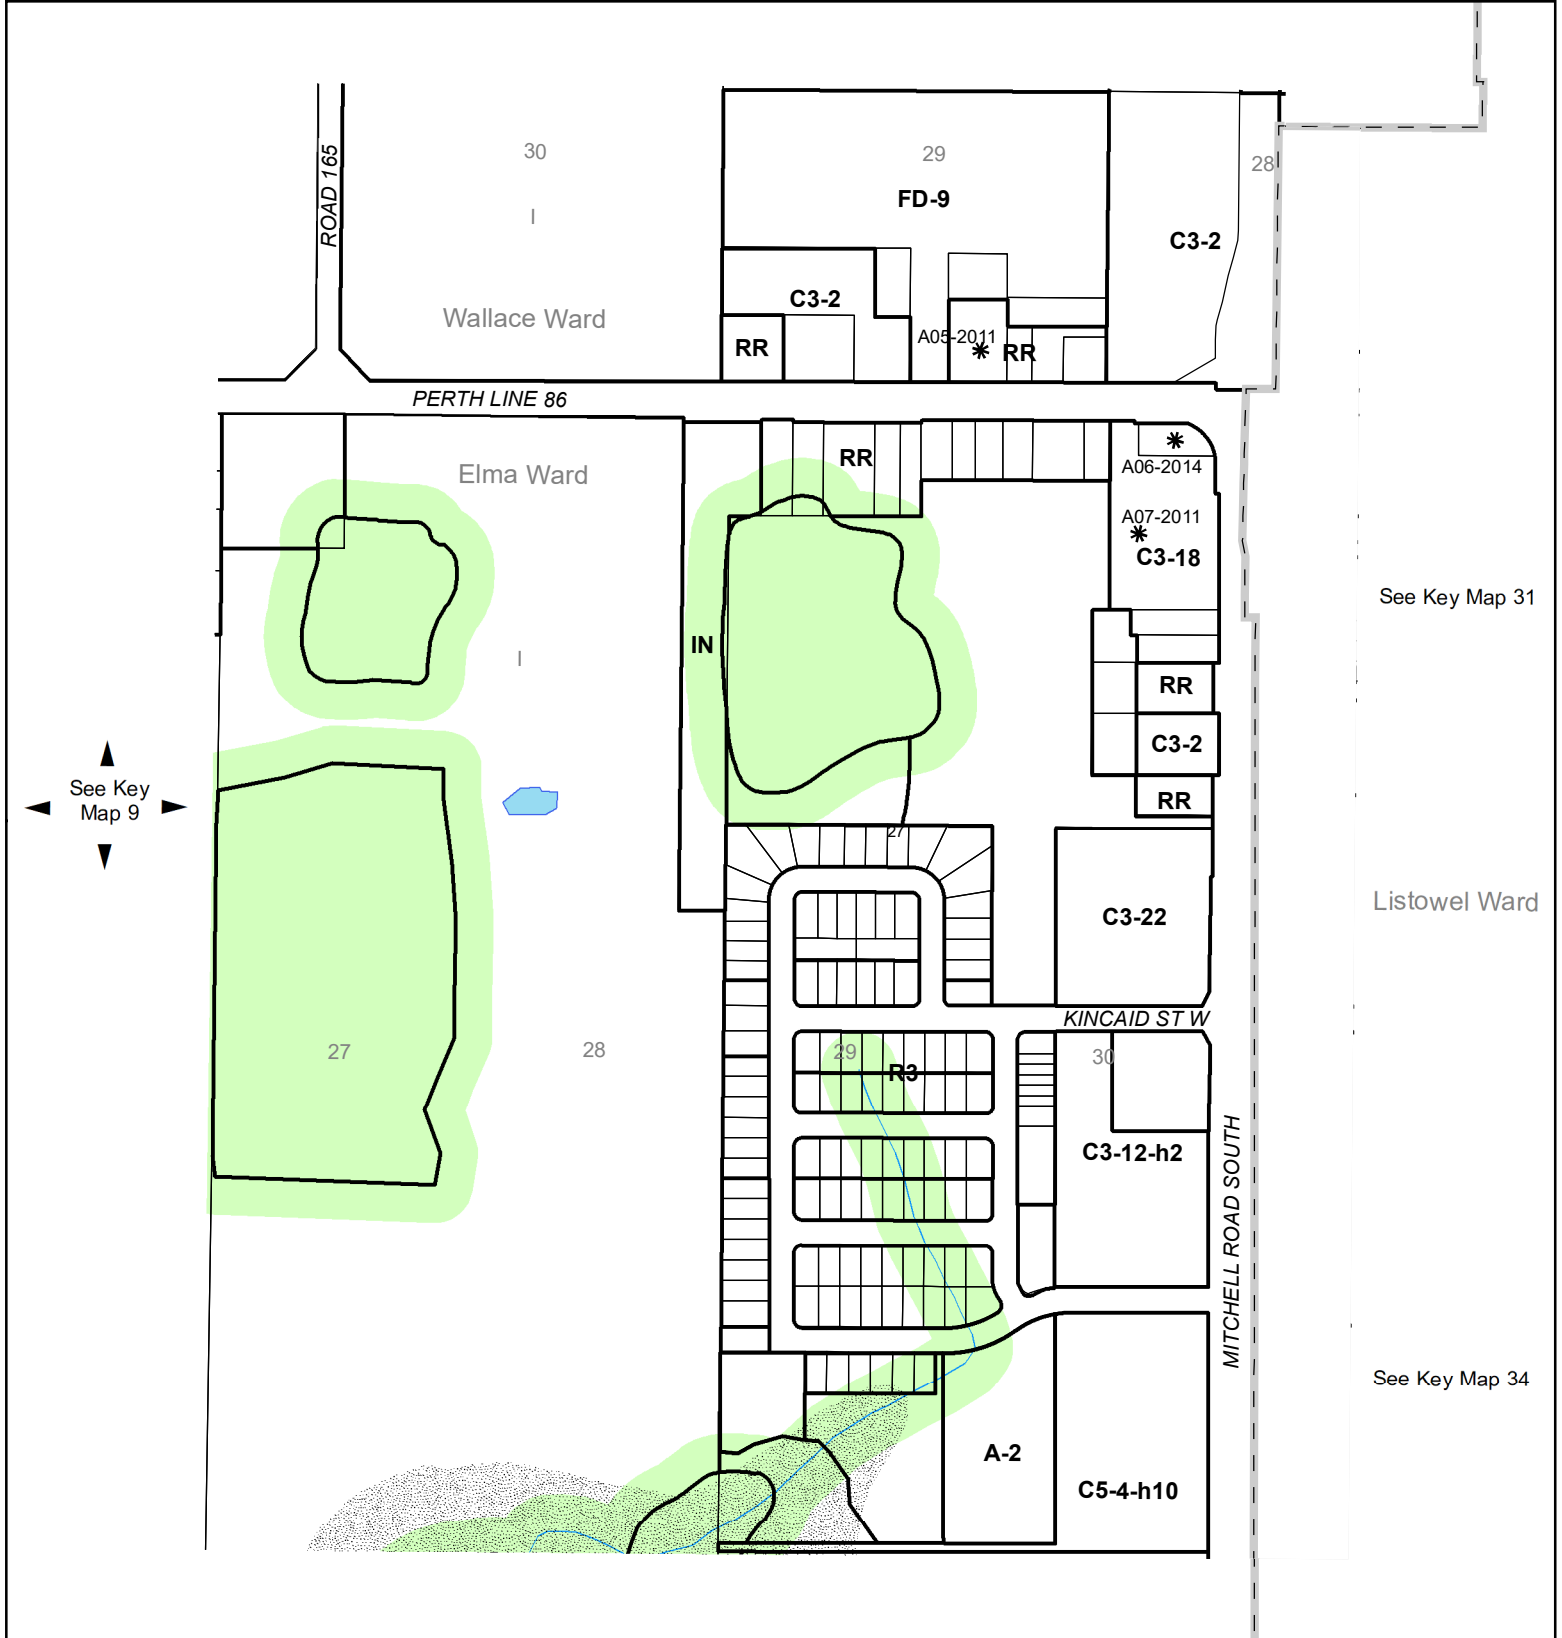 ROAD 165
30
I
29
28
FD-9
C3-2
C3-2
Wallace Ward
RR
A05-2011
RR
PERTH LINE 86
Elma Ward
RR
A06-2014
A07-2011
C3-18
See Key Map 31
I
IN
RR
C3-2
See Key
Map 9
RR
27
Listowel Ward
C3-22
KINCAID ST W
27
28
29
30
R3
C3-12-h2
MITCHELL ROAD SOUTH
See Key Map 34
A-2
C5-4-h10